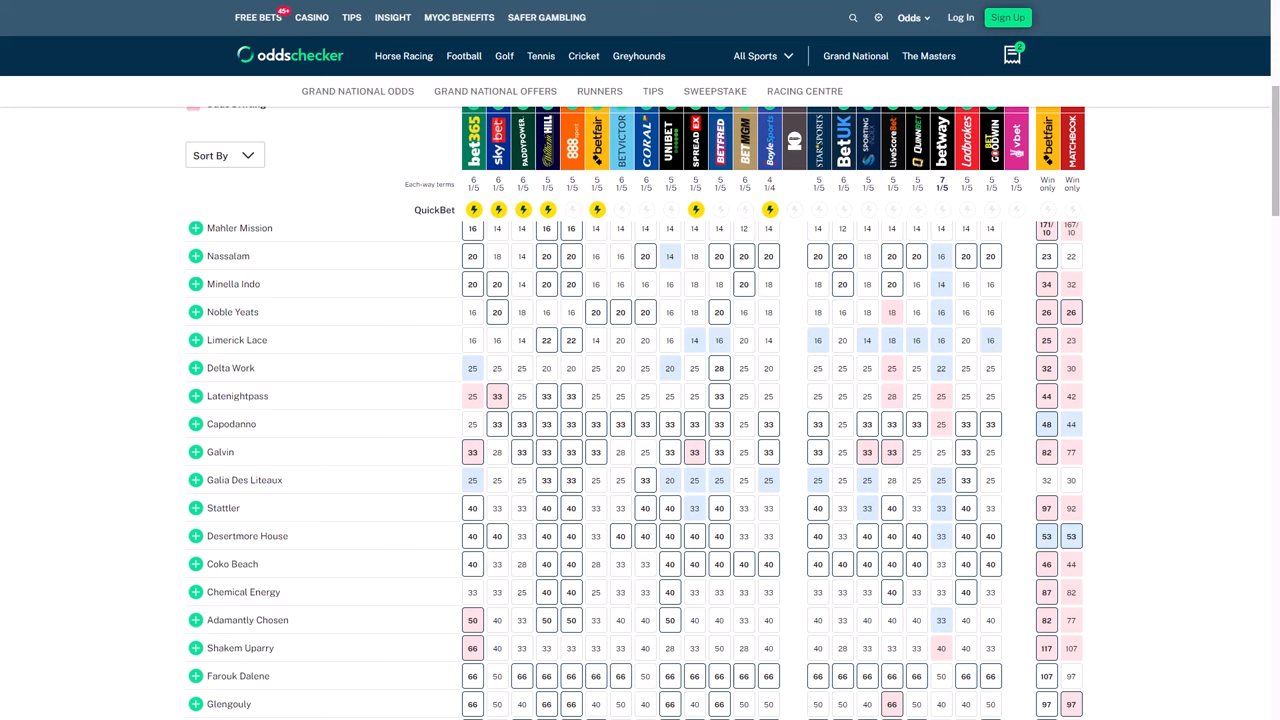 FREE BETS 45+ CASINO TIPS INSIGHT MYOC BENEFITS SAFER GAMBLING Odds Log In Sign Up
oddschecker Horse Racing Football Golf Tennis Cricket Greyhounds All Sports Grand National The Masters 2
GRAND NATIONAL ODDS GRAND NATIONAL OFFERS RUNNERS TIPS SWEEPSTAKE RACING CENTRE
bet365 sky bet PADDYPOWER. William HILL 888sport betfair BETVICTOR CORAL UNIBET SPREAD EX BETFRED BET MGM BoyleSports 10 STAR SPORTS BetUK SPORTING INDEX LiveScoreBet QUINNBET betway Ladbrokes BET GOODWIN vbet betfair MATCHBOOK
Sort By
Each-way terms 6 1/5 6 1/5 6 1/5 5 1/5 5 1/5 5 1/5 6 1/5 6 1/5 5 1/5 5 1/5 5 1/5 6 1/5 4 1/4 5 1/5 6 1/5 5 1/5 5 1/5 5 1/5 7 1/5 5 1/5 5 1/5 5 1/5 Win only Win only
QuickBet
Mahler Mission 16 14 14 16 16 14 14 14 14 14 14 12 14 14 12 14 14 14 14 14 14 171/10 167/10
Nassalam 20 18 14 20 20 16 16 20 14 18 20 20 20 20 20 18 20 20 16 20 20 23 22
Minella Indo 20 20 14 20 20 16 16 16 16 18 18 20 18 18 20 18 20 16 14 16 16 34 32
Noble Yeats 16 20 18 16 16 20 20 20 16 18 20 16 18 18 16 18 18 16 16 16 16 26 26
Limerick Lace 16 16 14 22 22 14 20 20 16 14 16 20 14 16 20 14 18 16 16 20 16 25 23
Delta Work 25 25 25 20 20 25 20 25 20 25 28 25 20 25 25 25 25 25 22 25 25 32 30
Latenightpass 25 33 25 33 33 25 25 25 25 25 33 25 25 25 25 25 28 25 25 25 25 44 42
Capodanno 25 33 33 33 33 33 33 33 33 33 33 25 33 33 25 33 33 33 25 33 33 48 44
Galvin 33 28 33 33 33 33 28 25 33 33 33 25 33 33 25 33 33 25 25 33 25 82 77
Galia Des Liteaux 25 25 25 33 33 25 25 33 20 25 25 25 25 25 25 25 28 25 25 33 25 32 30
Stattler 40 33 33 40 40 33 33 40 40 33 40 33 33 40 33 33 40 33 33 40 33 97 92
Desertmore House 40 40 33 40 40 33 40 40 40 40 40 33 33 40 33 40 40 40 33 40 40 53 53
Coko Beach 40 33 28 40 40 28 33 33 40 40 40 40 40 40 40 40 40 40 33 40 40 46 44
Chemical Energy 33 33 25 40 40 25 33 33 40 33 33 33 33 33 33 33 40 33 33 40 33 87 82
Adamantly Chosen 50 40 33 50 50 33 40 40 50 40 40 33 40 40 33 40 40 40 33 40 40 82 77
Shakem Uparry 66 40 33 33 33 33 33 40 28 33 50 28 40 40 28 33 33 33 40 40 33 117 107
Farouk Dalene 66 50 66 66 66 66 66 50 66 66 66 66 66 66 66 66 66 66 50 66 66 107 97
Glengouly 66 50 40 66 66 40 50 40 66 40 66 50 50 50 50 40 66 50 40 50 40 97 97